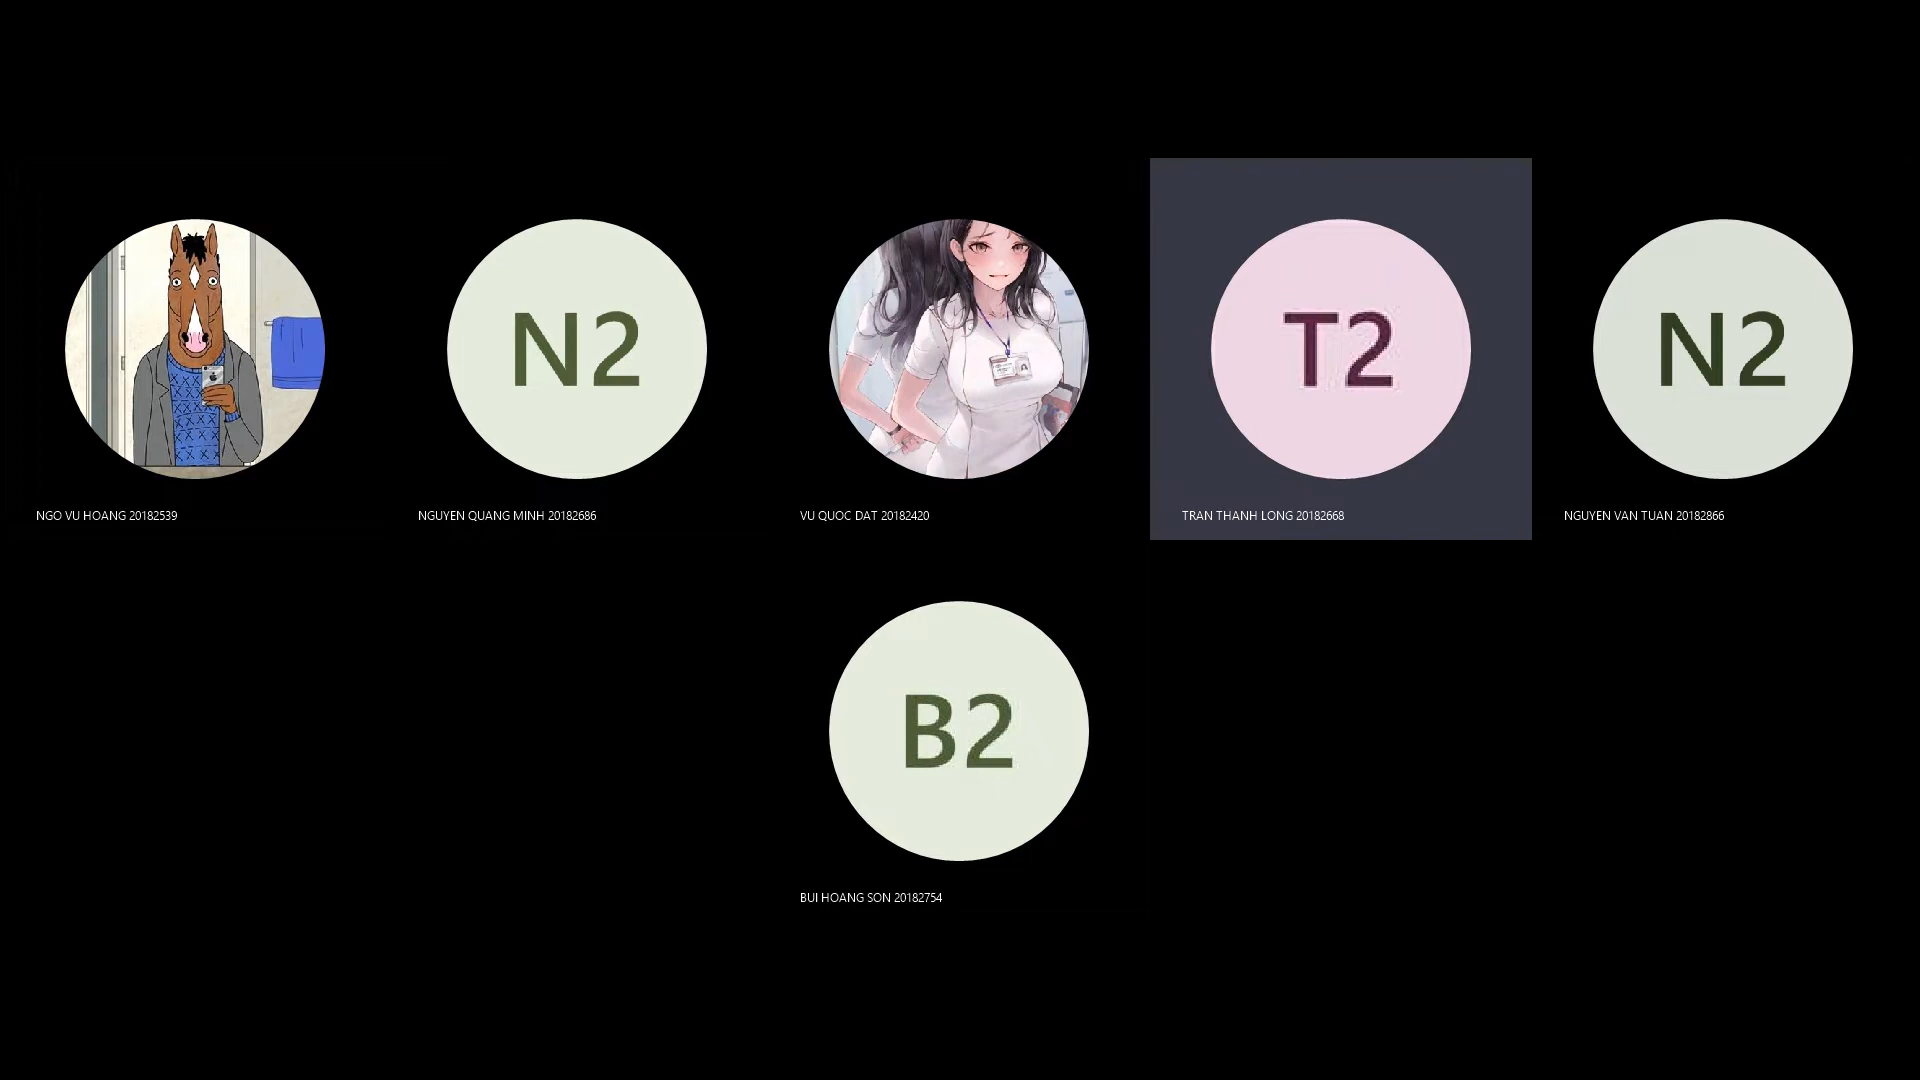 N2
T2
N2
NGO VU HOANG 20182539
NGUYEN QUANG MINH 20182686
VU QUOC DAT 20182420
TRAN THANH LONG 20182668
NGUYEN VAN TUAN 20182866
B2
BUI HOANG SON 20182754